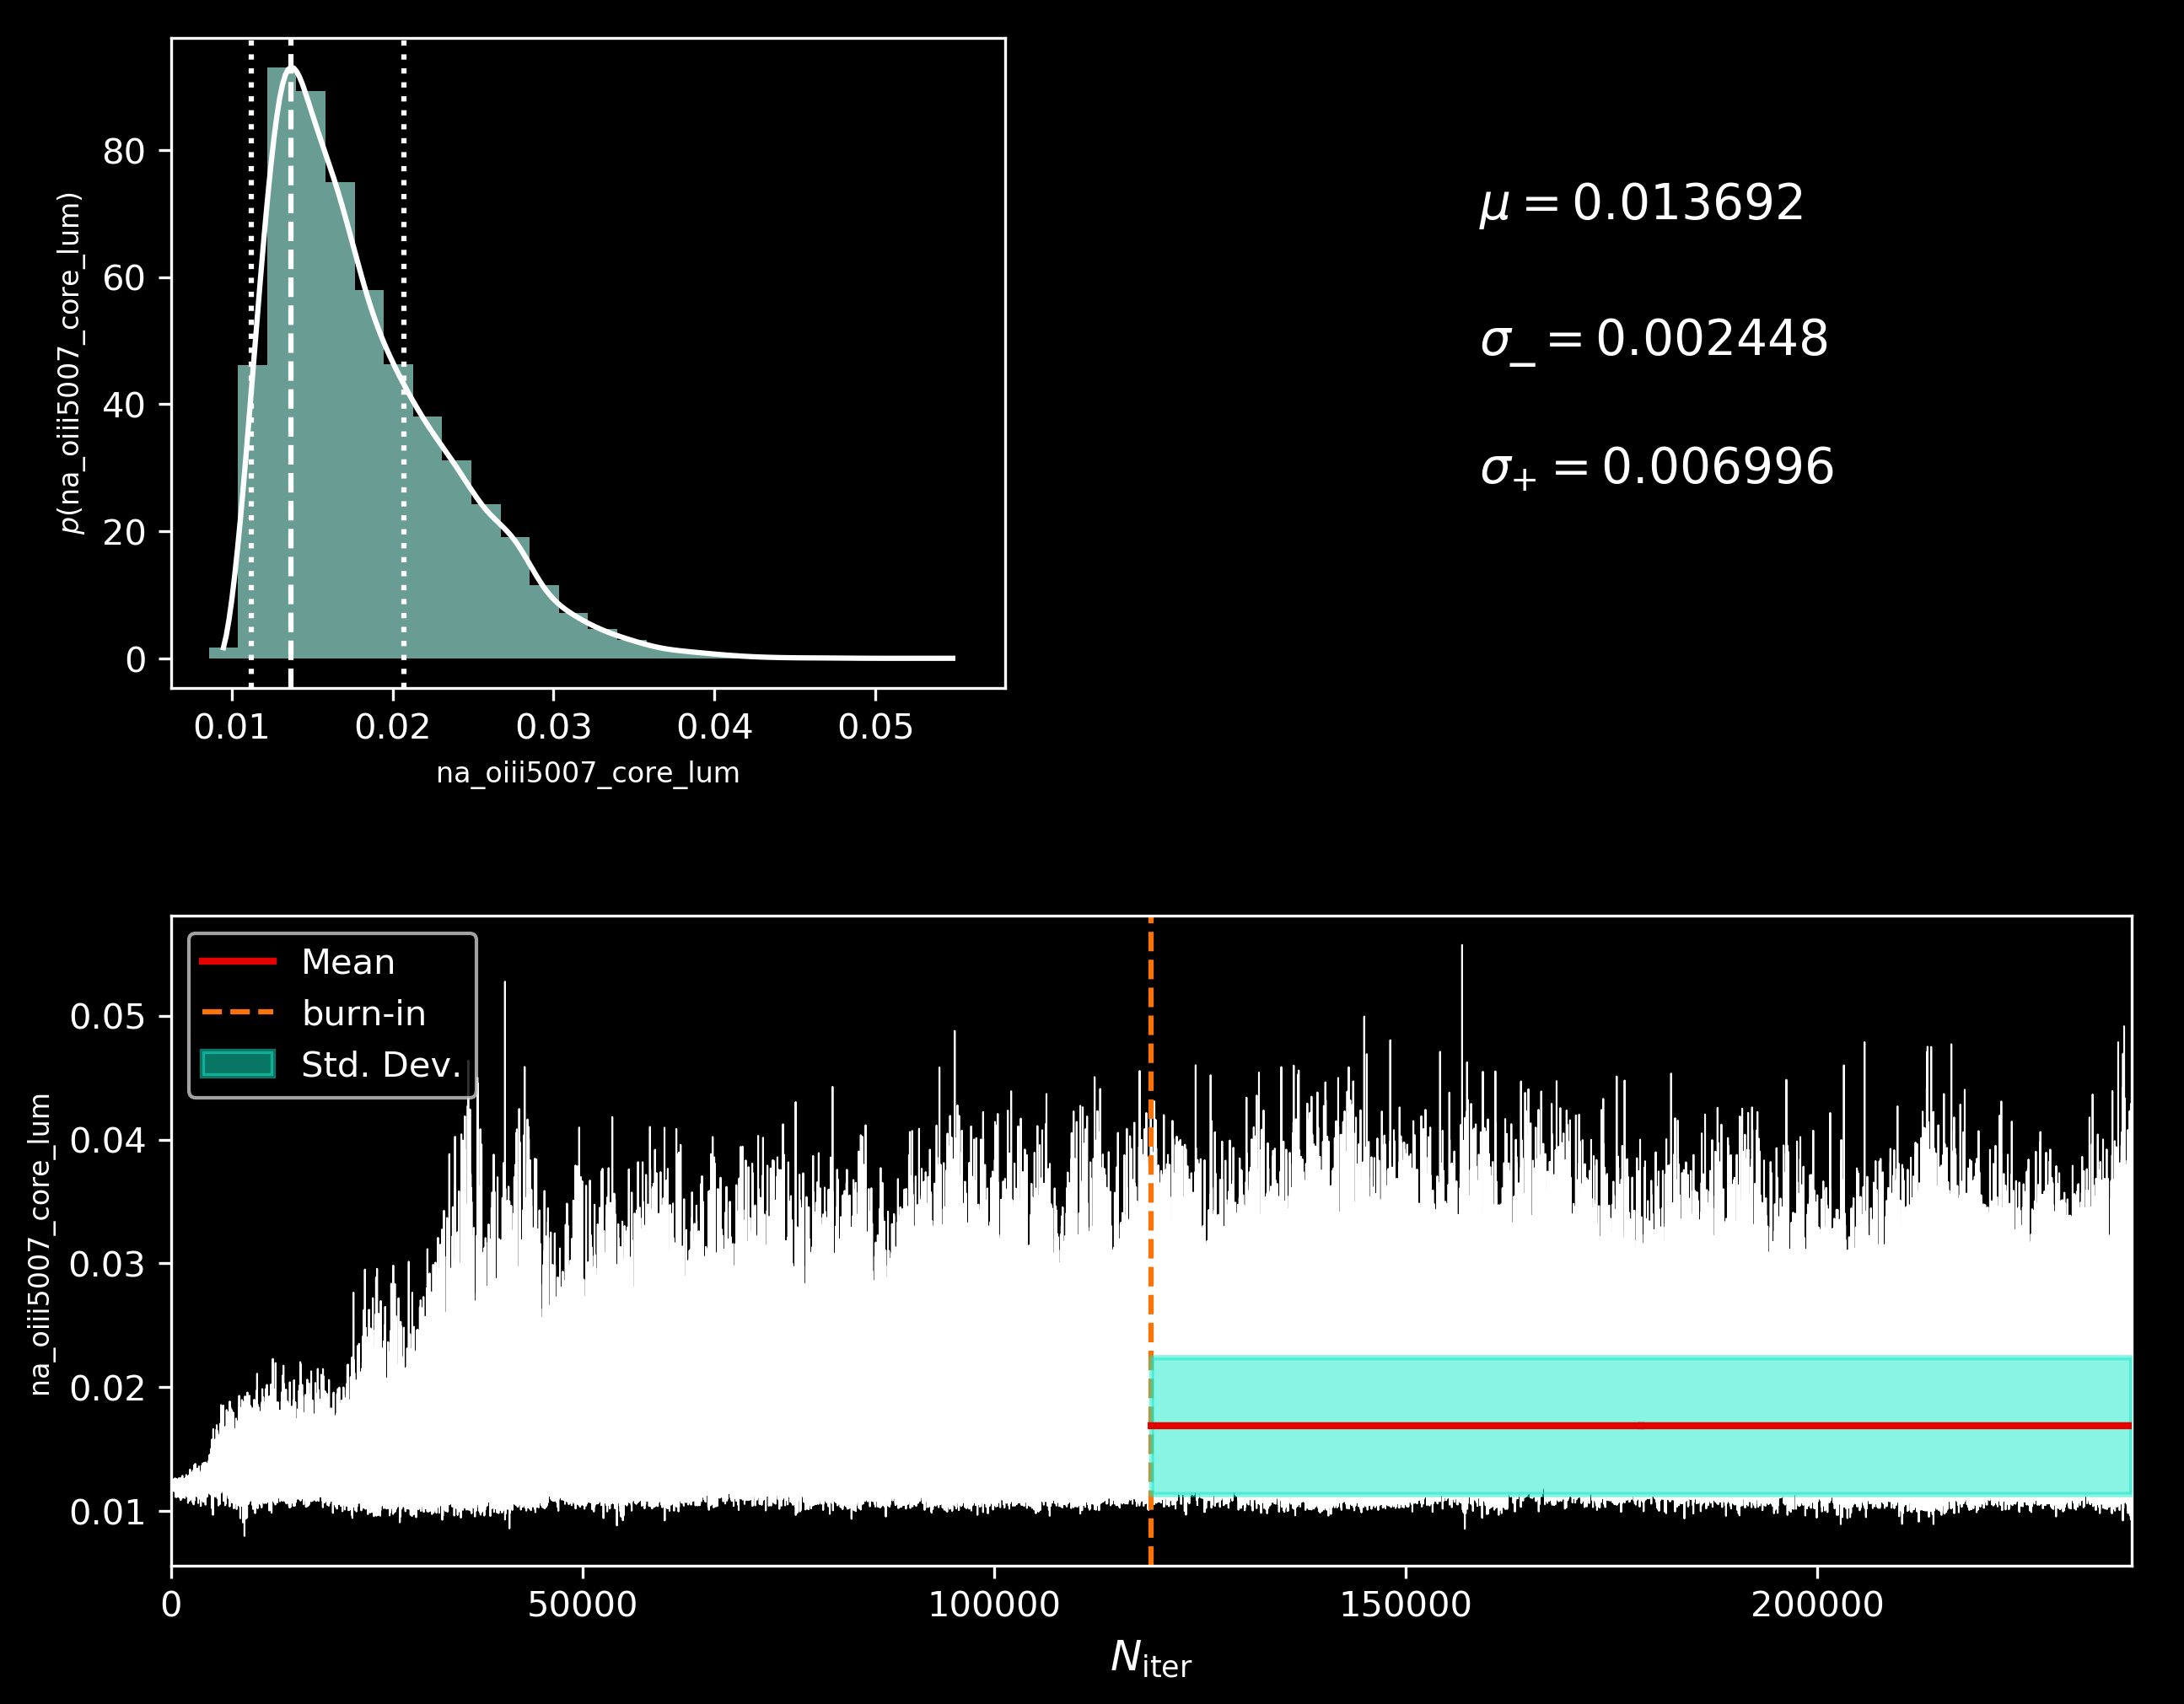 80
60
40
20
0
p(na_oiii5007_core_lum)
0.01 0.02 0.03 0.04 0.05
na_oiii5007_core_lum
μ = 0.013692
σ_− = 0.002448
σ_+ = 0.006996
Mean
burn-in
Std. Dev.
0.05
0.04
0.03
0.02
0.01
na_oiii5007_core_lum
0 50000 100000 150000 200000
N_iter